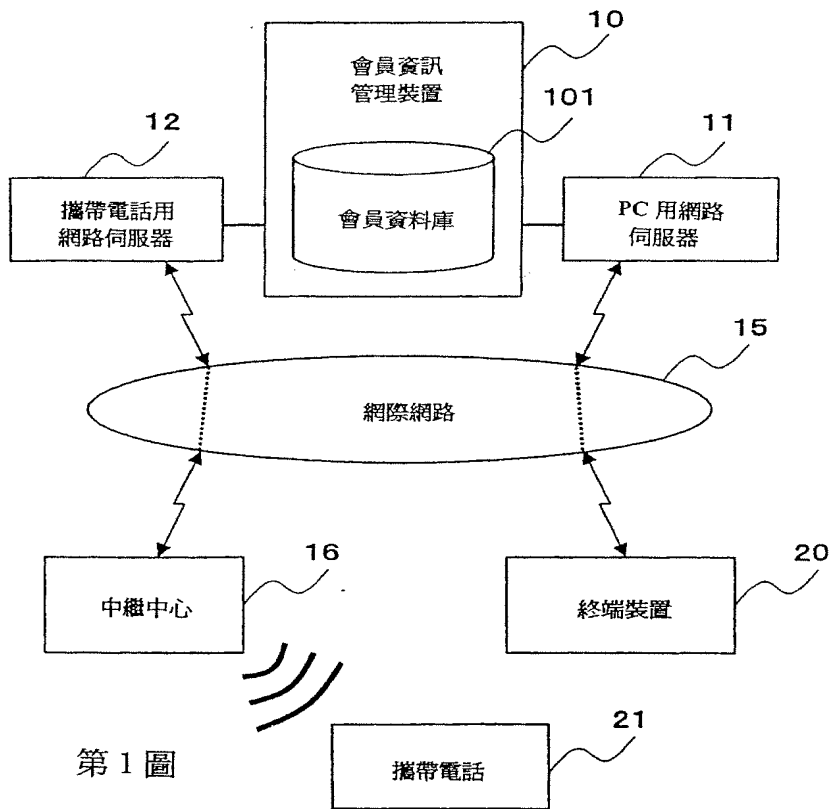 10
會員資訊
管理裝置
101
12
11
攜帶電話用
網路伺服器
會員資料庫
PC 用網路
伺服器
15
網際網路
16
20
中繼中心
終端裝置
21
第1圖
攜帶電話